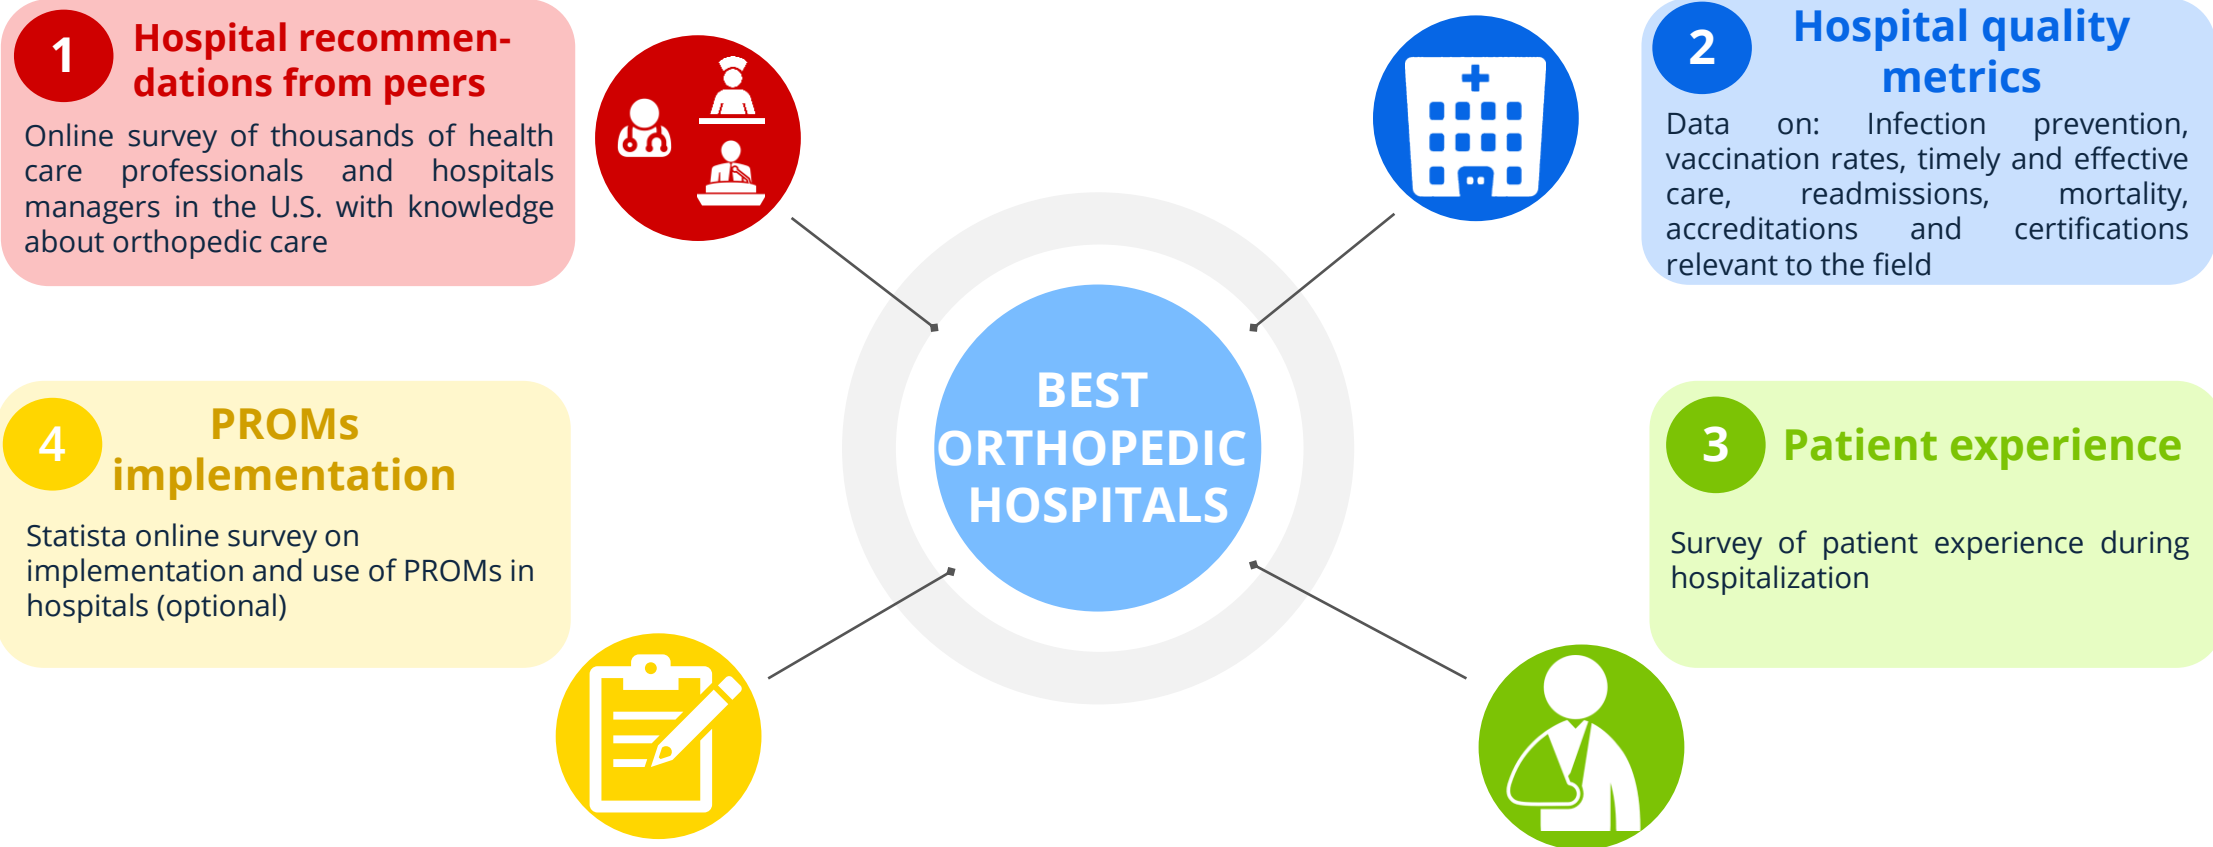 1
Hospital recommen-
dations from peers
Online survey of thousands of health
care professionals and hospitals
managers in the U.S. with knowledge
about orthopedic care
2
Hospital quality
metrics
Data on: Infection prevention,
vaccination rates, timely and effective
care, readmissions, mortality,
accreditations and certifications
relevant to the field
BEST
ORTHOPEDIC
HOSPITALS
3
Patient experience
Survey of patient experience during
hospitalization
4
PROMs
implementation
Statista online survey on
implementation and use of PROMs in
hospitals (optional)